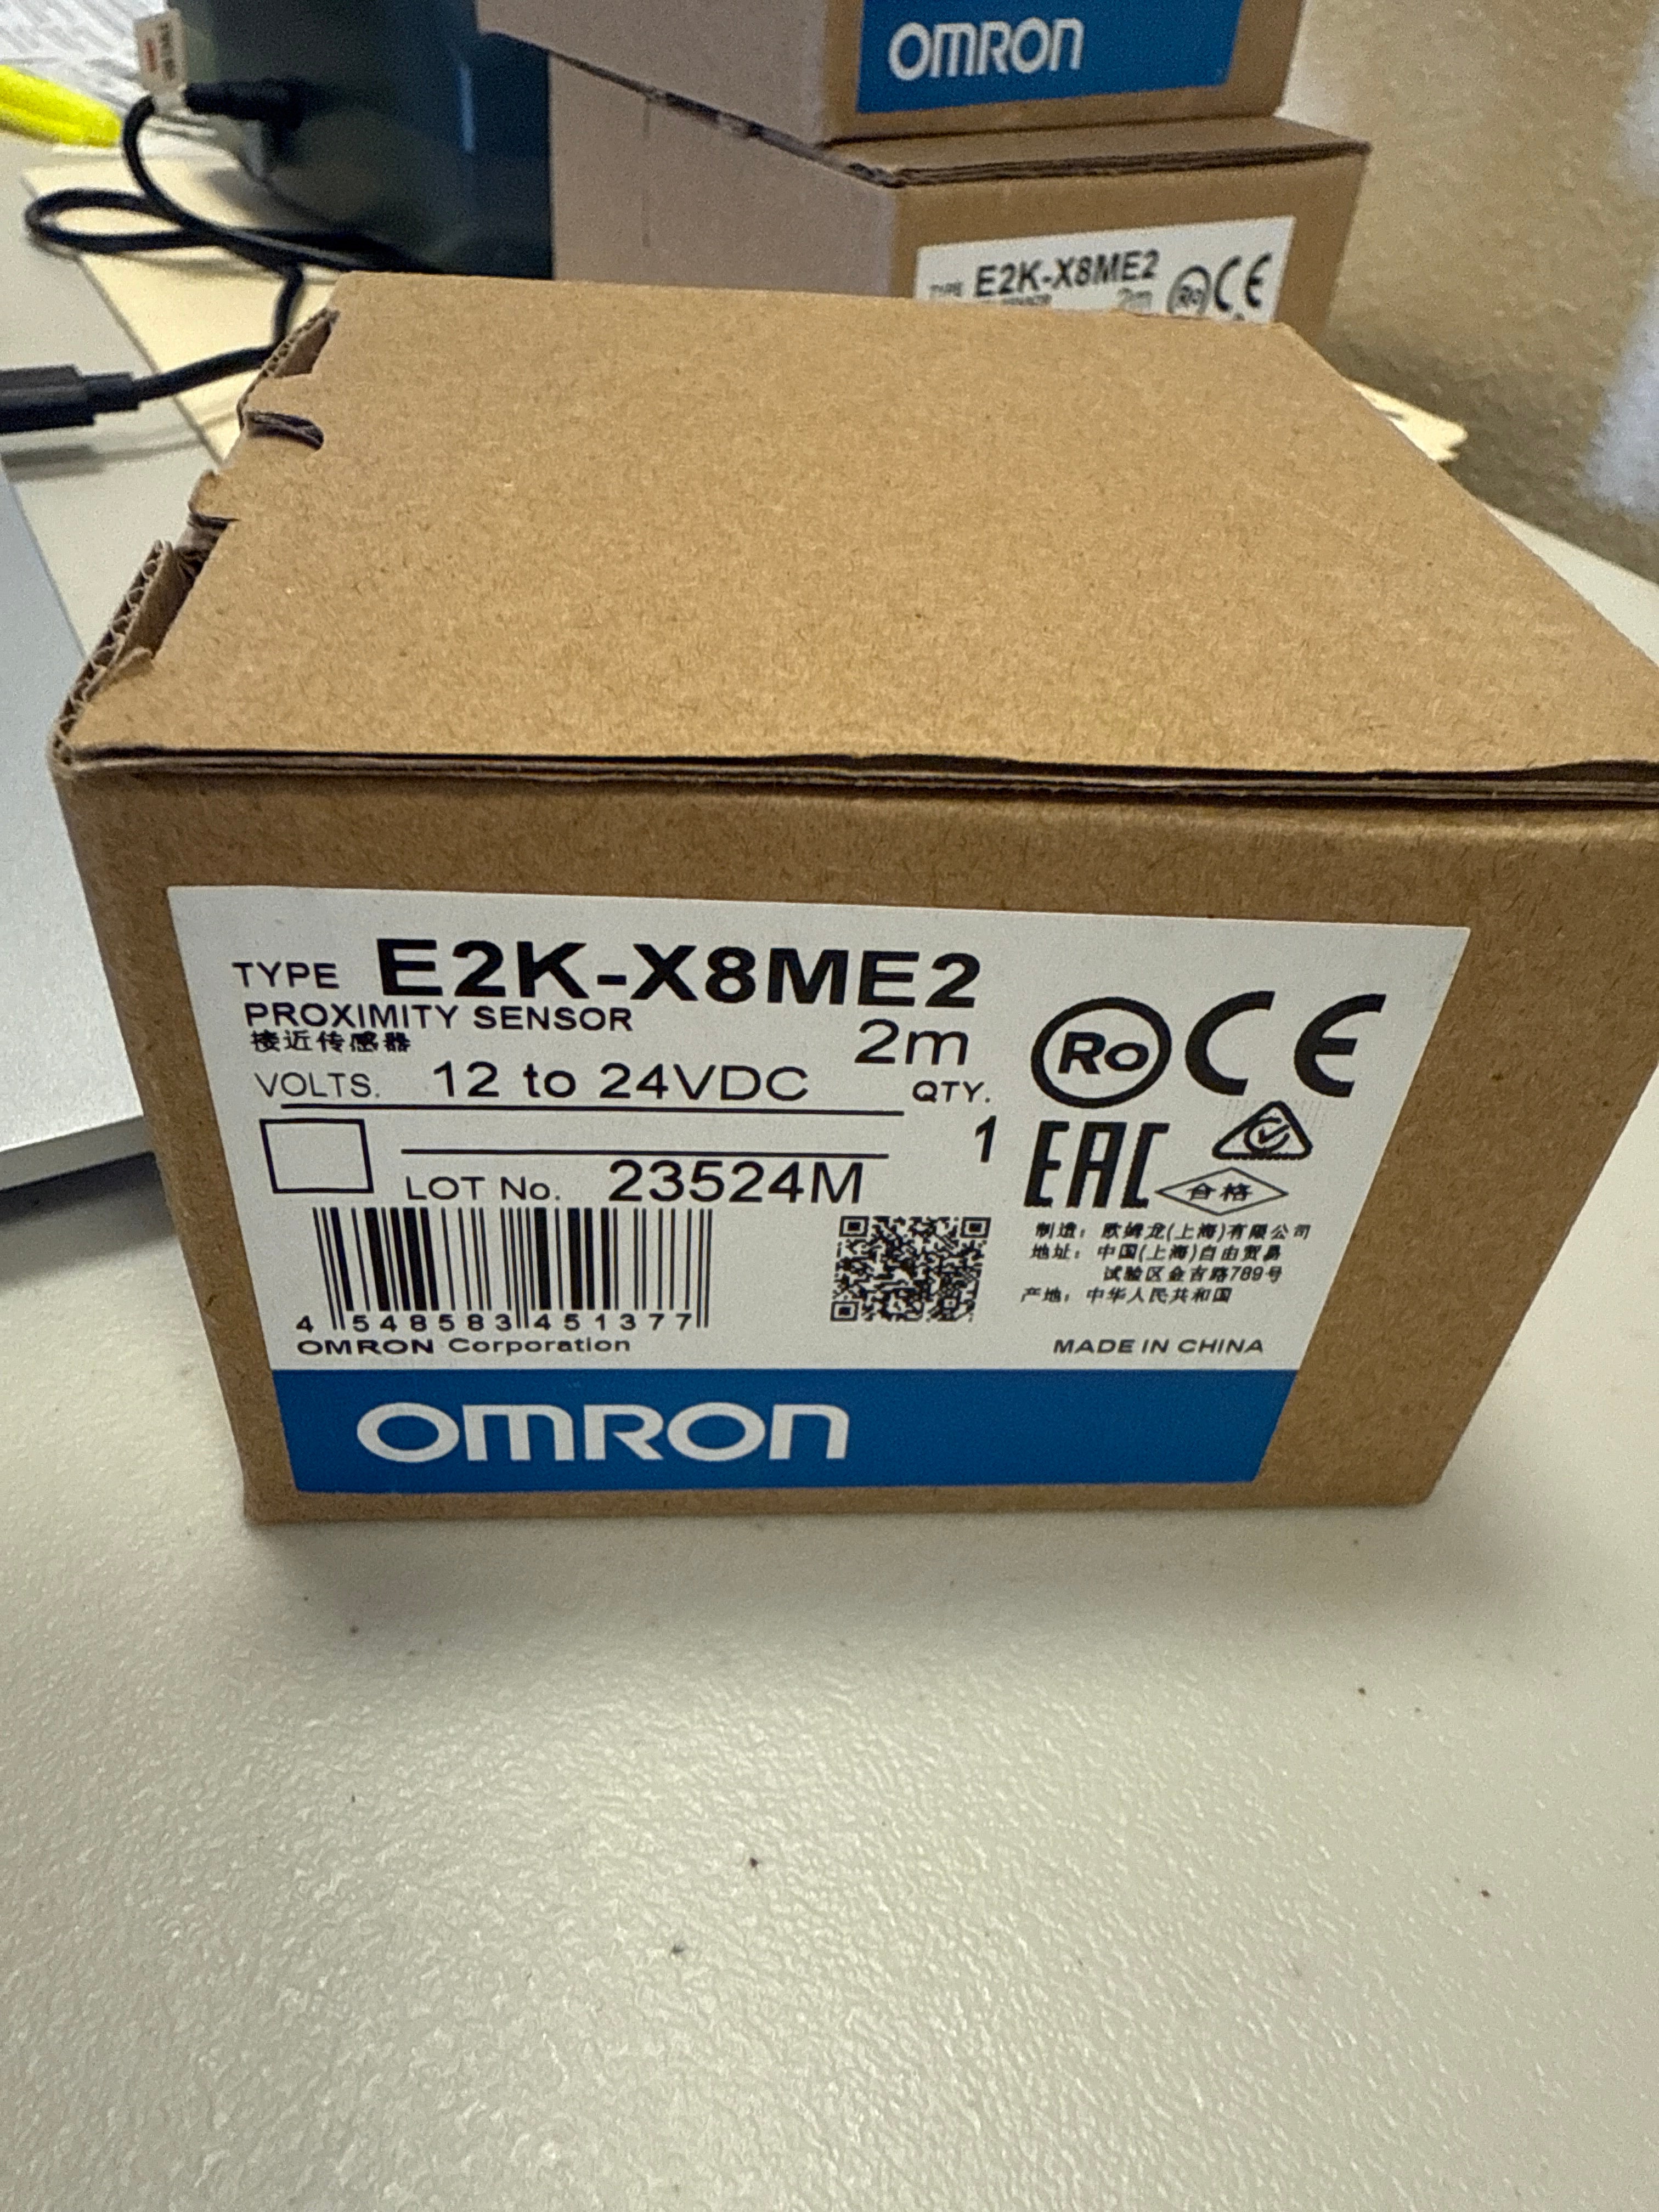 OMRON
TYPE E2K-X8ME2
2m
Ro CE
TYPE E2K-X8ME2
PROXIMITY SENSOR
接近传感器
2m
VOLTS. 12 to 24VDC
QTY.
1
LOT No. 23524M
Ro CE
EAC
合格
4 548583 451377
OMRON Corporation
制造：欧姆龙(上海)有限公司
地址：中国(上海)自由贸易
试验区金吉路789号
产地：中华人民共和国
MADE IN CHINA
OMRON